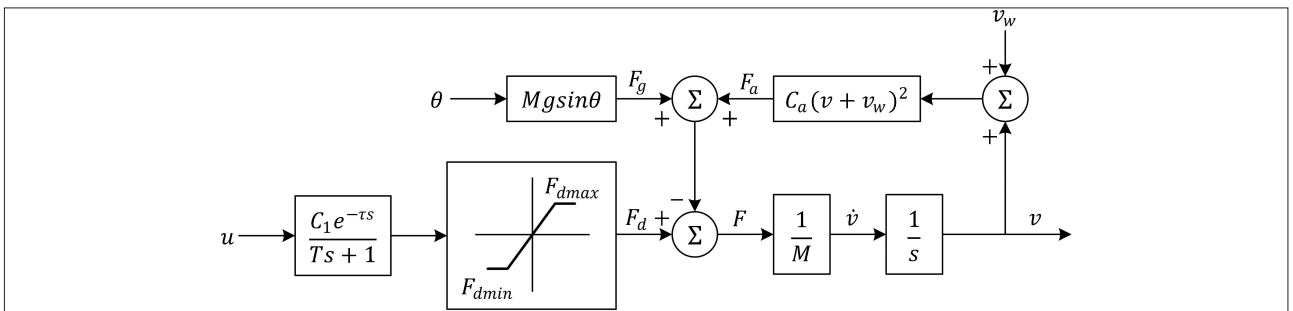 v_w
+
θ
Mgsinθ
F_g
+
Σ
+
F_a
C_a(v + v_w)^2
Σ
+
u
C_1e^{-τs}
Ts + 1
F_dmax
F_dmin
F_d
+
−
Σ
F
1
M
v̇
1
s
v